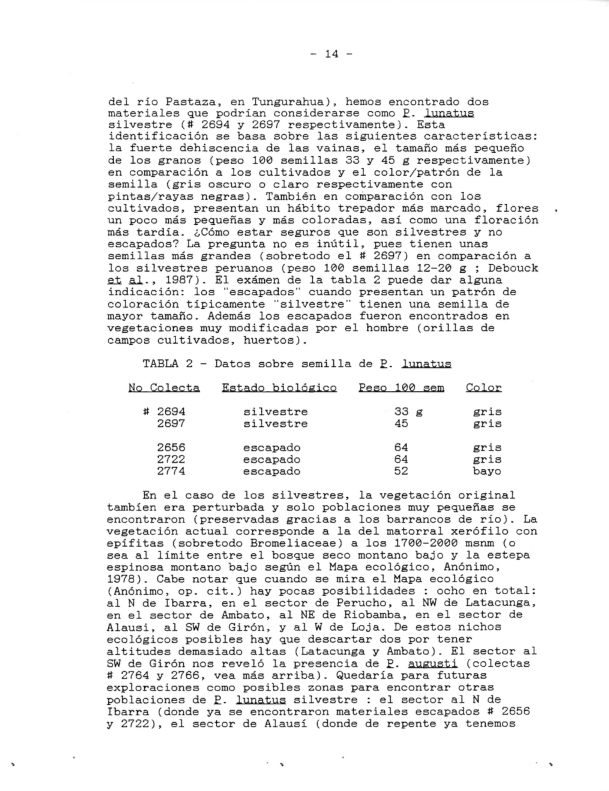 - 14 -
del río Pastaza, en Tungurahua), hemos encontrado dos
materiales que podrían considerarse como P. lunatus
silvestre (# 2694 y 2697 respectivamente). Esta
identificación se basa sobre las siguientes características:
la fuerte dehiscencia de las vainas, el tamaño más pequeño
de los granos (peso 100 semillas 33 y 45 g respectivamente)
en comparación a los cultivados y el color/patrón de la
semilla (gris oscuro o claro respectivamente con
pintas/rayas negras). También en comparación con los
cultivados, presentan un hábito trepador más marcado, flores
un poco más pequeñas y más coloradas, así como una floración
más tardía. ¿Cómo estar seguros que son silvestres y no
escapados? La pregunta no es inútil, pues tienen unas
semillas más grandes (sobretodo el # 2697) en comparación a
los silvestres peruanos (peso 100 semillas 12-20 g ; Debouck
et al., 1987). El exámen de la tabla 2 puede dar alguna
indicación: los "escapados" cuando presentan un patrón de
coloración típicamente "silvestre" tienen una semilla de
mayor tamaño. Además los escapados fueron encontrados en
vegetaciones muy modificadas por el hombre (orillas de
campos cultivados, huertos).
TABLA 2 - Datos sobre semilla de P. lunatus
No Colecta Estado biológico Peso 100 sem Color
# 2694 silvestre 33 g gris
2697 silvestre 45 gris
2656 escapado 64 gris
2722 escapado 64 gris
2774 escapado 52 bayo
En el caso de los silvestres, la vegetación original
tambíen era perturbada y solo poblaciones muy pequeñas se
encontraron (preservadas gracias a los barrancos de río). La
vegetación actual corresponde a la del matorral xerófilo con
epífitas (sobretodo Bromeliaceae) a los 1700-2000 msnm (o
sea al límite entre el bosque seco montano bajo y la estepa
espinosa montano bajo según el Mapa ecológico, Anónimo,
1978). Cabe notar que cuando se mira el Mapa ecológico
(Anónimo, op. cit.) hay pocas posibilidades : ocho en total:
al N de Ibarra, en el sector de Perucho, al NW de Latacunga,
en el sector de Ambato, al NE de Riobamba, en el sector de
Alausí, al SW de Girón, y al W de Loja. De estos nichos
ecológicos posibles hay que descartar dos por tener
altitudes demasiado altas (Latacunga y Ambato). El sector al
SW de Girón nos reveló la presencia de P. augusti (colectas
# 2764 y 2766, vea más arriba). Quedaría para futuras
exploraciones como posibles zonas para encontrar otras
poblaciones de P. lunatus silvestre : el sector al N de
Ibarra (donde ya se encontraron materiales escapados # 2656
y 2722), el sector de Alausí (donde de repente ya tenemos